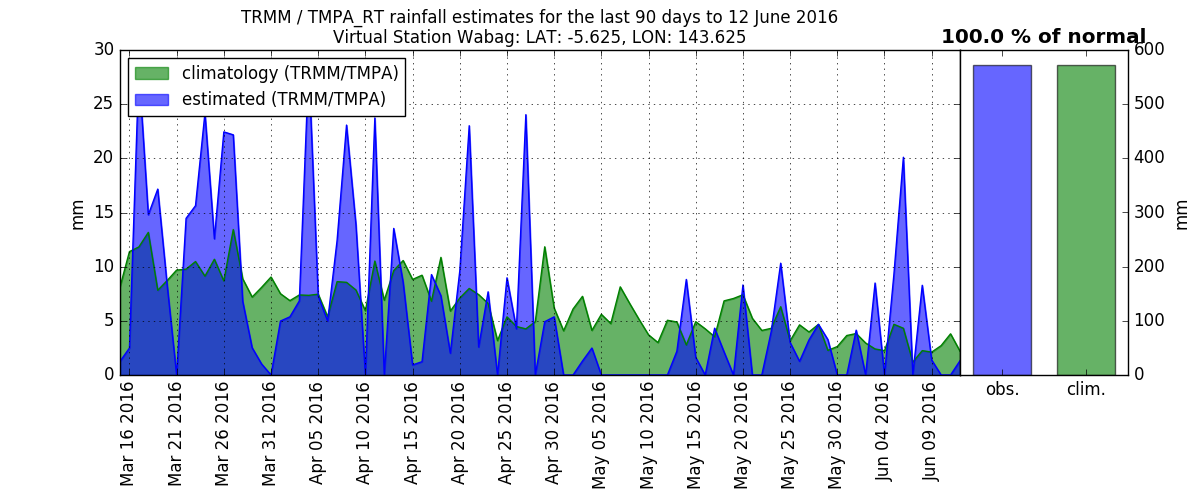 TRMM / TMPA_RT rainfall estimates for the last 90 days to 12 June 2016
Virtual Station Wabag: LAT: -5.625, LON: 143.625
100.0 % of normal
climatology (TRMM/TMPA)
estimated (TRMM/TMPA)
30
25
20
15
10
5
0
mm
600
500
400
300
200
100
0
mm
obs.
clim.
Mar 16 2016
Mar 21 2016
Mar 26 2016
Mar 31 2016
Apr 05 2016
Apr 10 2016
Apr 15 2016
Apr 20 2016
Apr 25 2016
Apr 30 2016
May 05 2016
May 10 2016
May 15 2016
May 20 2016
May 25 2016
May 30 2016
Jun 04 2016
Jun 09 2016